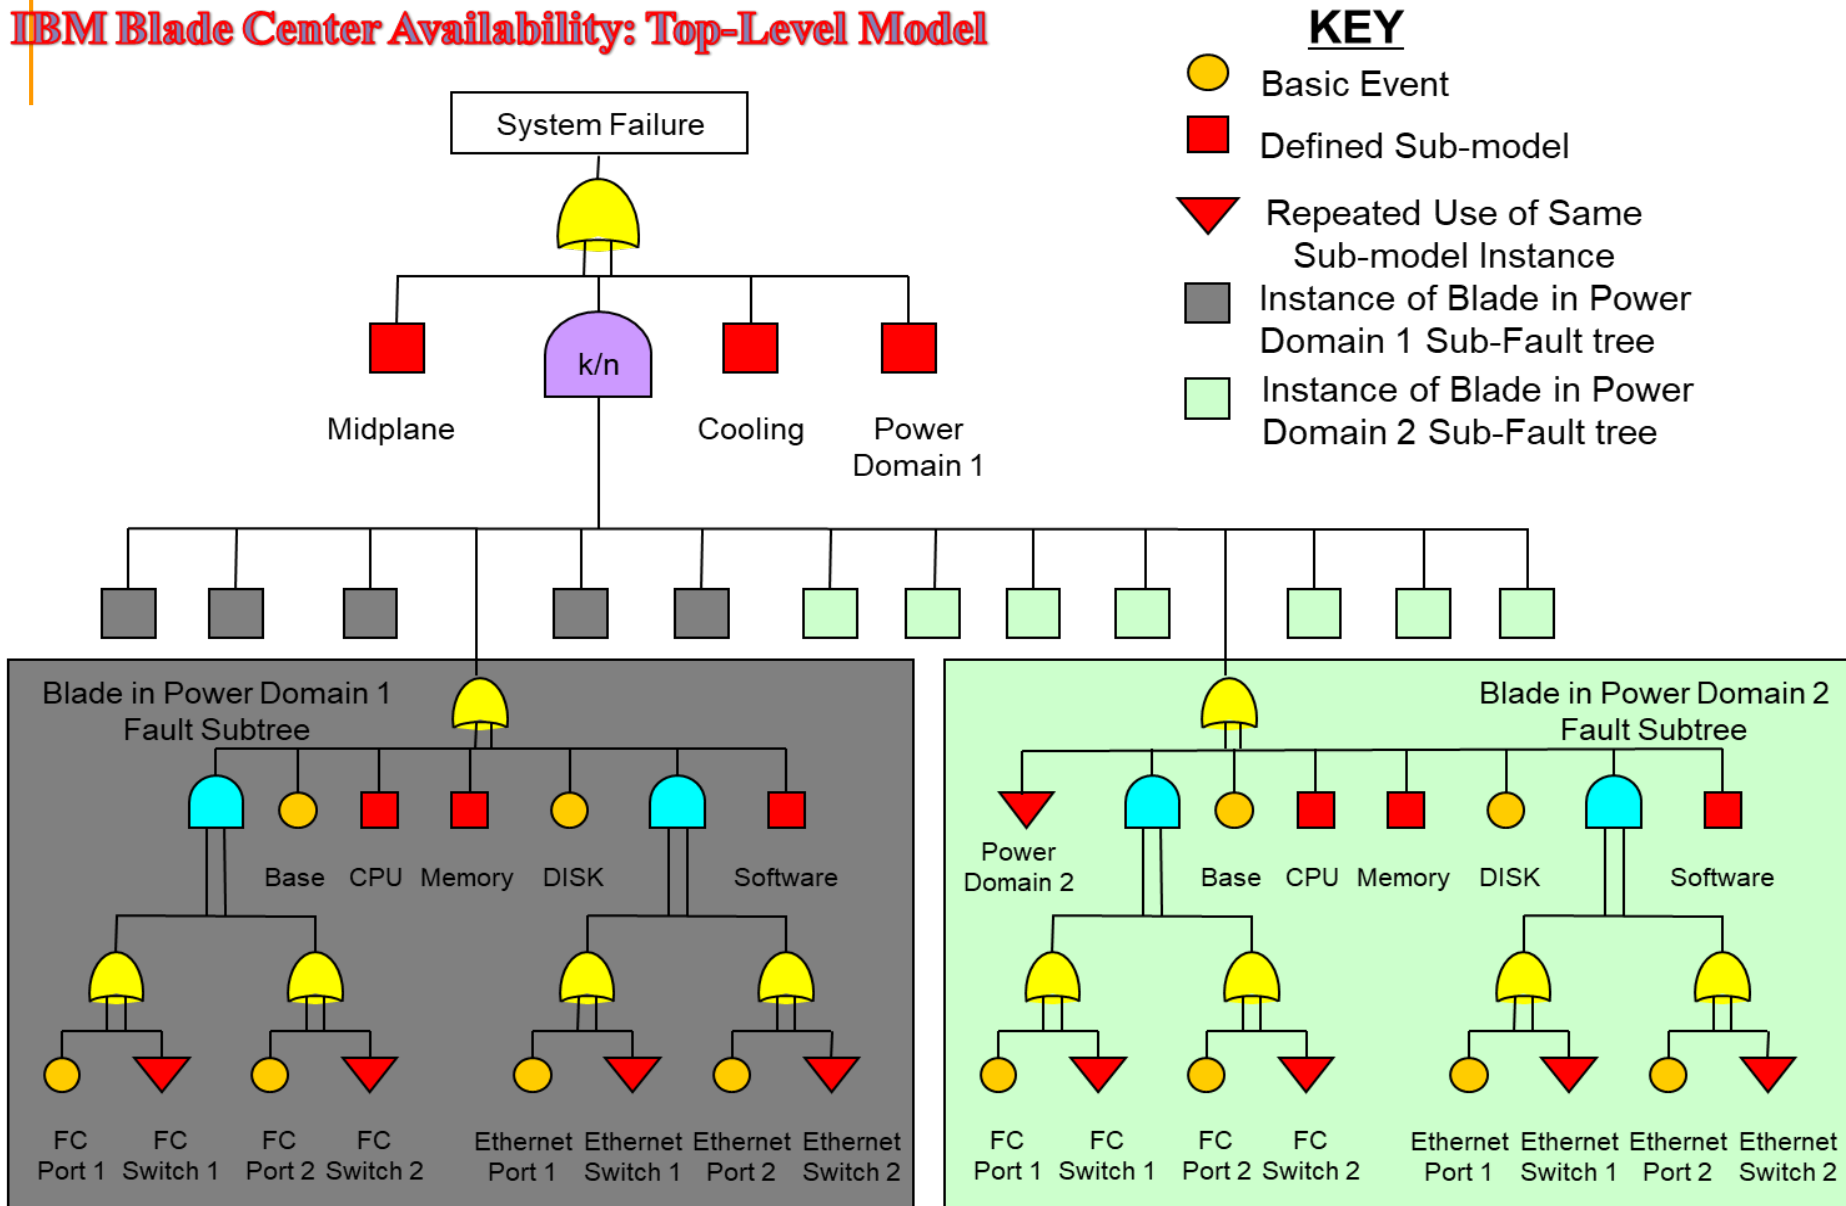 IBM Blade Center Availability: Top-Level Model
KEY
Basic Event
Defined Sub-model
Repeated Use of Same
Sub-model Instance
Instance of Blade in Power
Domain 1 Sub-Fault tree
Instance of Blade in Power
Domain 2 Sub-Fault tree
System Failure
k/n
Midplane
Cooling
Power
Domain 1
Blade in Power Domain 1
Fault Subtree
Base
CPU
Memory
DISK
Software
FC
Port 1
FC
Switch 1
FC
Port 2
FC
Switch 2
Ethernet
Port 1
Ethernet
Switch 1
Ethernet
Port 2
Ethernet
Switch 2
Blade in Power Domain 2
Fault Subtree
Power
Domain 2
Base
CPU
Memory
DISK
Software
FC
Port 1
FC
Switch 1
FC
Port 2
FC
Switch 2
Ethernet
Port 1
Ethernet
Switch 1
Ethernet
Port 2
Ethernet
Switch 2